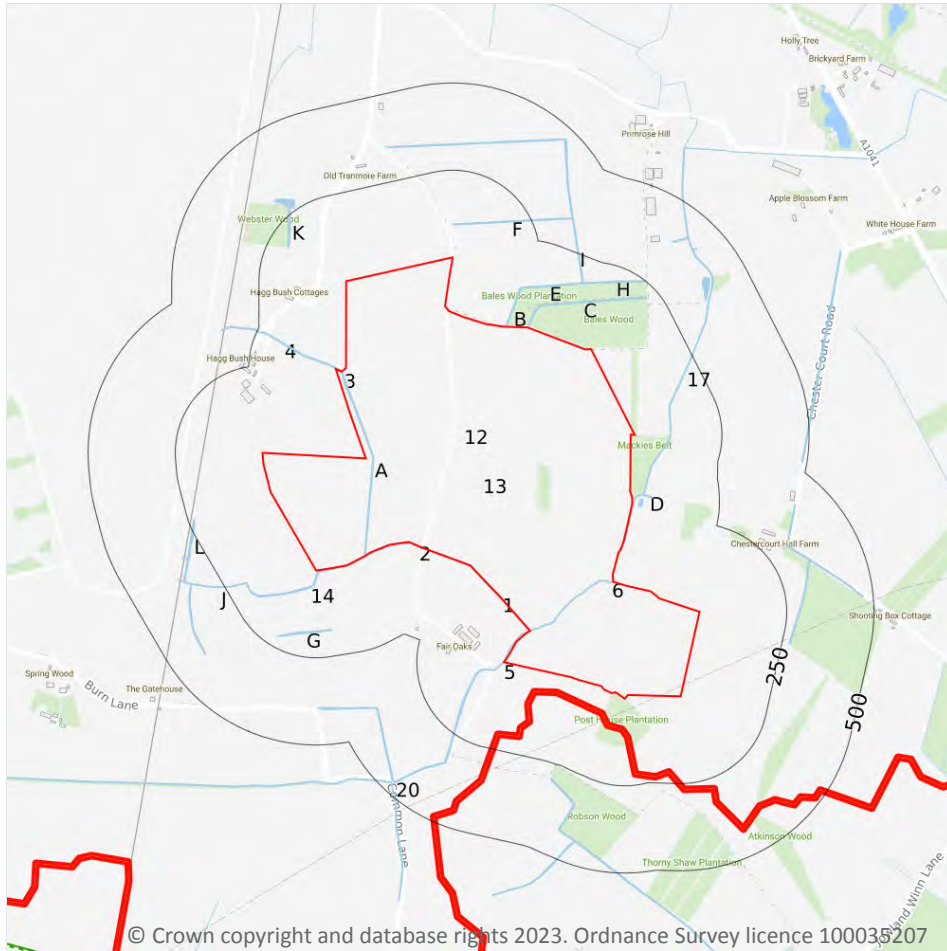 Holly Tree
Brickyard Farm
Primrose Hill
A1041
Old Tranmore Farm
Apple Blossom Farm
Webster Wood
White House Farm
K
F
I
Hagg Bush Cottages
E
H
Bales Wood Plantation
C
B
Bales Wood
4
Hagg Bush House
3
17
Chester Court Road
12
Mackies Belt
A
13
D
L
2
Chestercourt Hall Farm
6
J
14
1
Shooting Box Cottage
G
Fair Oaks
250
5
Spring Wood
The Gatehouse
Burn Lane
500
Post House Plantation
20
Common Lane
Robson Wood
Atkinson Wood
Thorny Shaw Plantation
Winn Lane
© Crown copyright and database rights 2023. Ordnance Survey licence 100035207